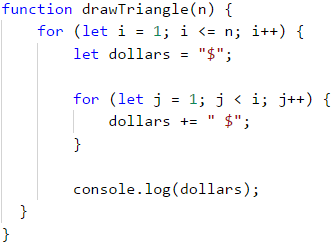 function drawTriangle(n) {
    for (let i = 1; i <= n; i++) {
        let dollars = "$";

        for (let j = 1; j < i; j++) {
            dollars += " $";
        }

        console.log(dollars);
  }
}